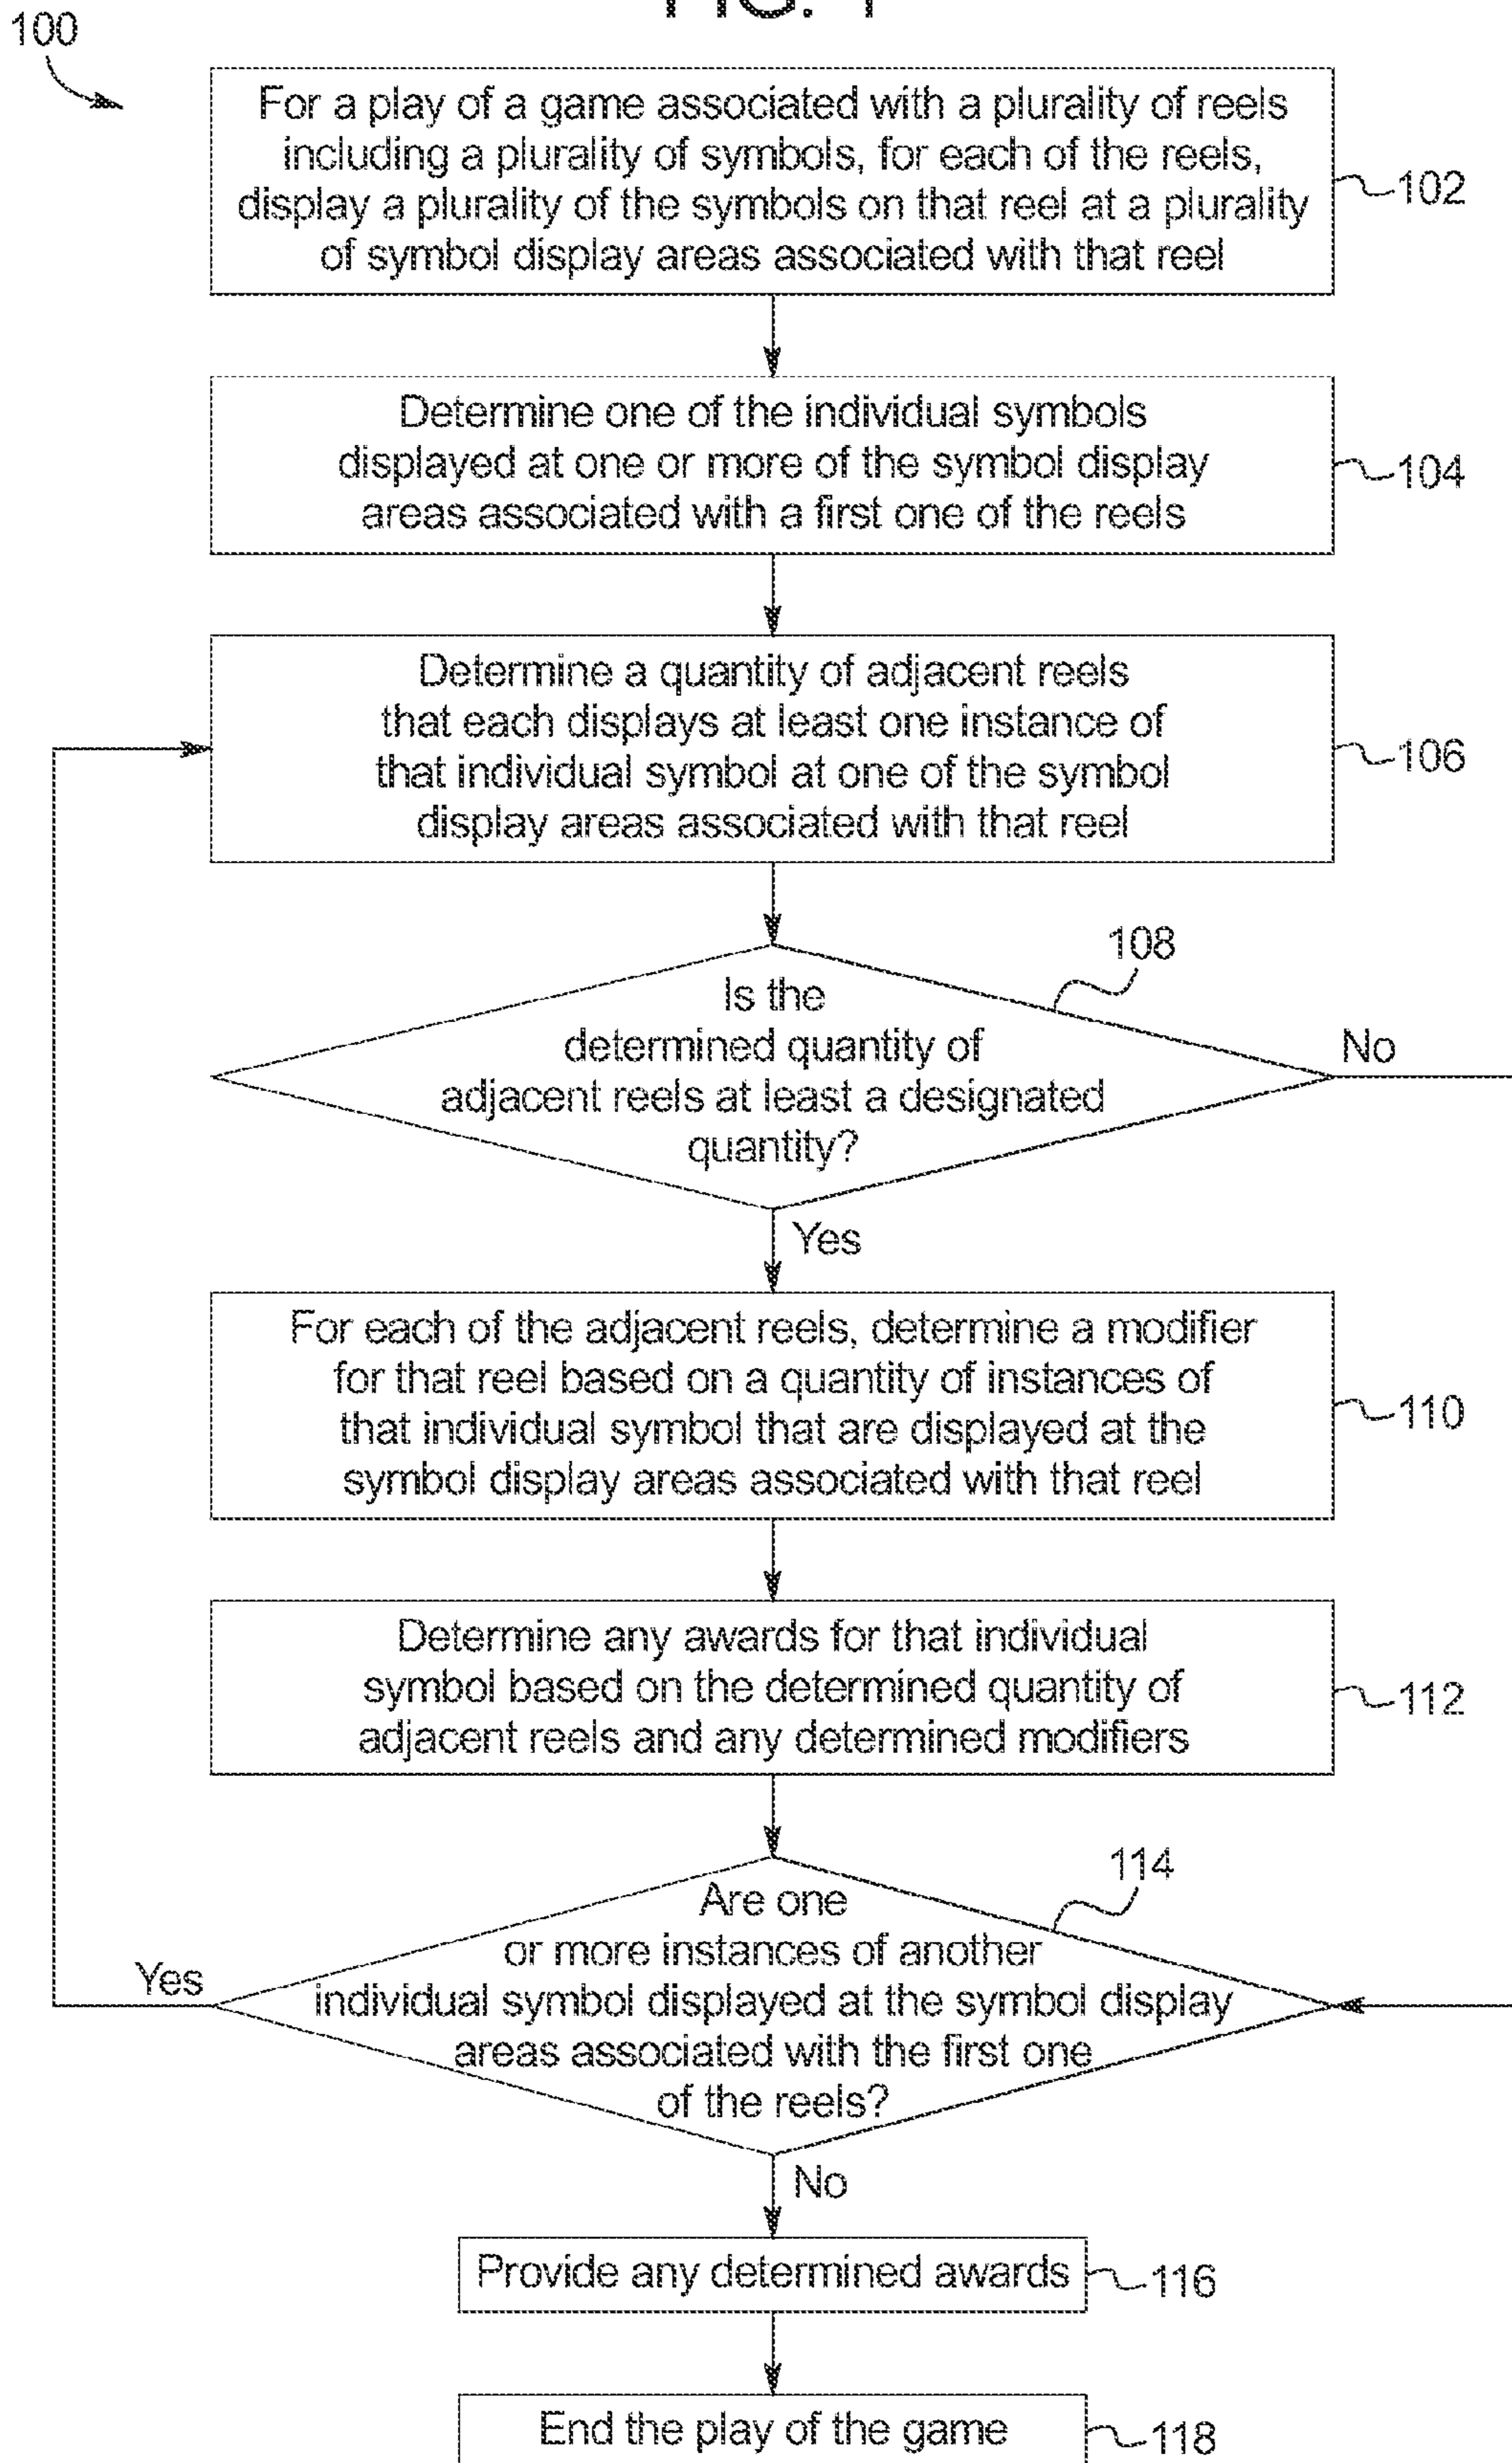 FIG. 1
100
For a play of a game associated with a plurality of reels
including a plurality of symbols, for each of the reels,
display a plurality of the symbols on that reel at a plurality
of symbol display areas associated with that reel
102
Determine one of the individual symbols
displayed at one or more of the symbol display
areas associated with a first one of the reels
104
Determine a quantity of adjacent reels
that each displays at least one instance of
that individual symbol at one of the symbol
display areas associated with that reel
106
108
Is the
determined quantity of
adjacent reels at least a designated
quantity?
No
Yes
For each of the adjacent reels, determine a modifier
for that reel based on a quantity of instances of
that individual symbol that are displayed at the
symbol display areas associated with that reel
110
Determine any awards for that individual
symbol based on the determined quantity of
adjacent reels and any determined modifiers
112
114
Are one
or more instances of another
individual symbol displayed at the symbol display
areas associated with the first one
of the reels?
Yes
No
Provide any determined awards
116
End the play of the game
118